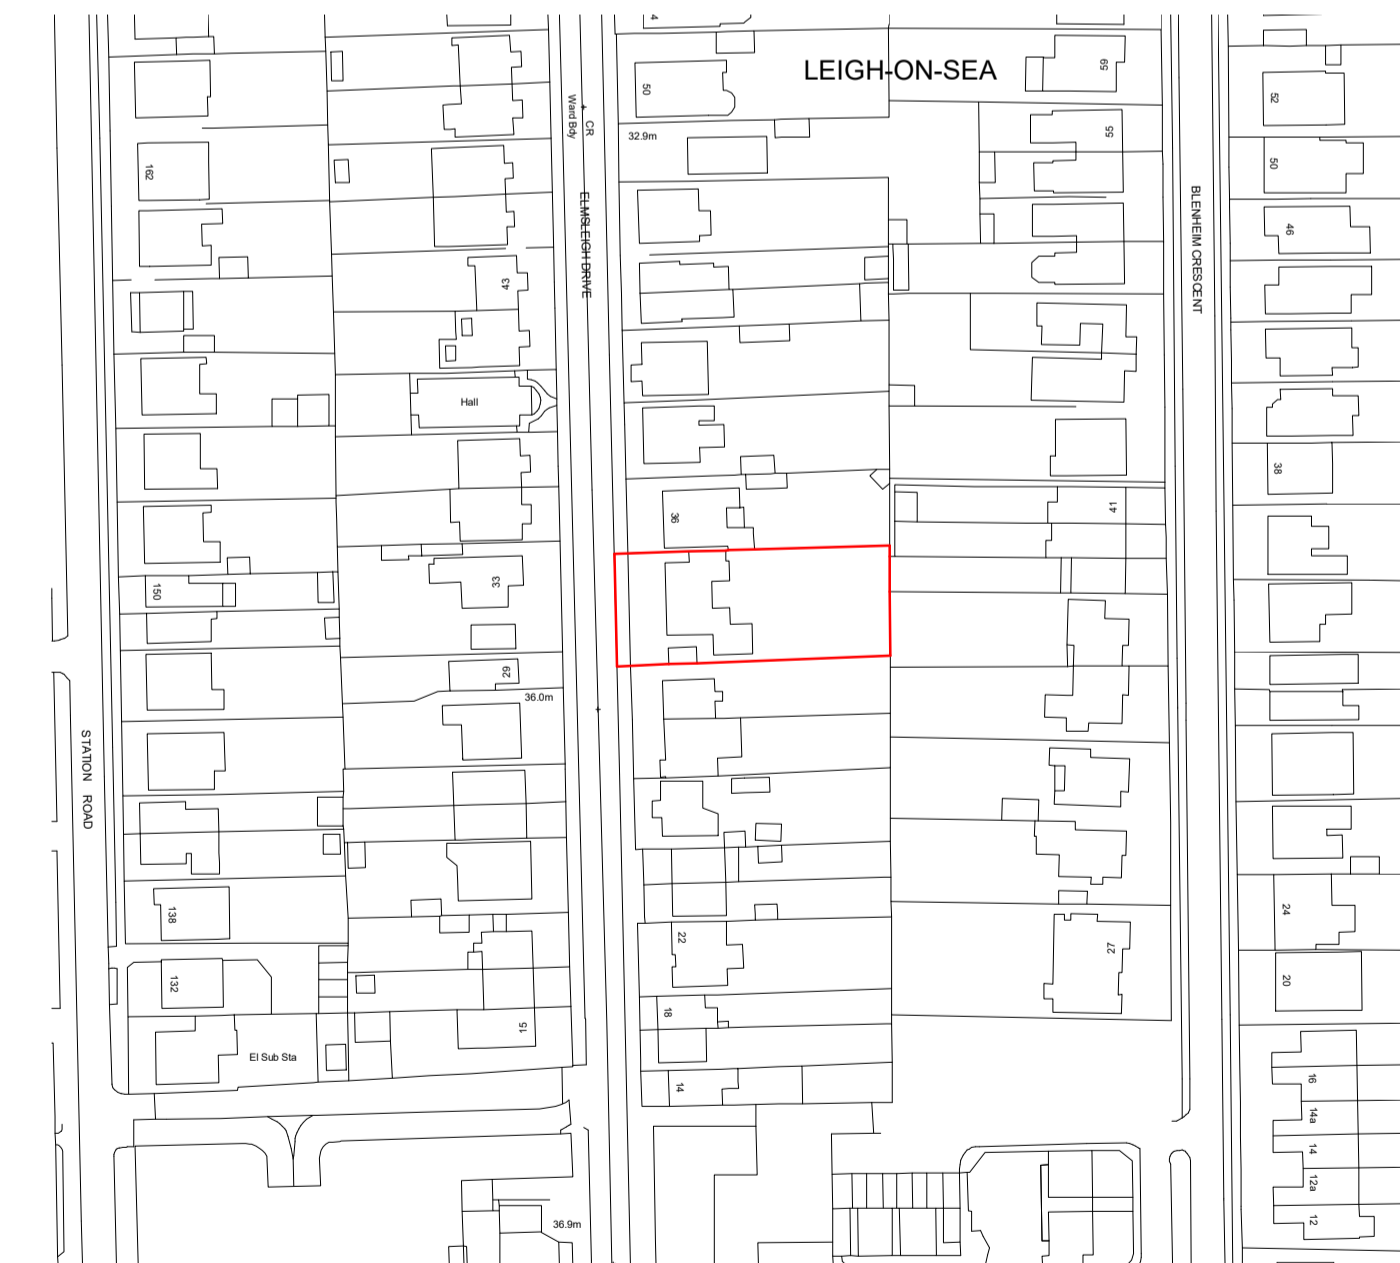 4
LEIGH-ON-SEA
59
50
52
CR
Ward Bdy
32.9m
55
50
162
ELMSLEIGH DRIVE
BLENHEIM CRESCENT
46
43
Hall
38
36
41
33
150
29
36.0m
STATION ROAD
138
24
22
27
132
20
18
15
El Sub Sta
14
16
14a
14
12a
12
36.9m